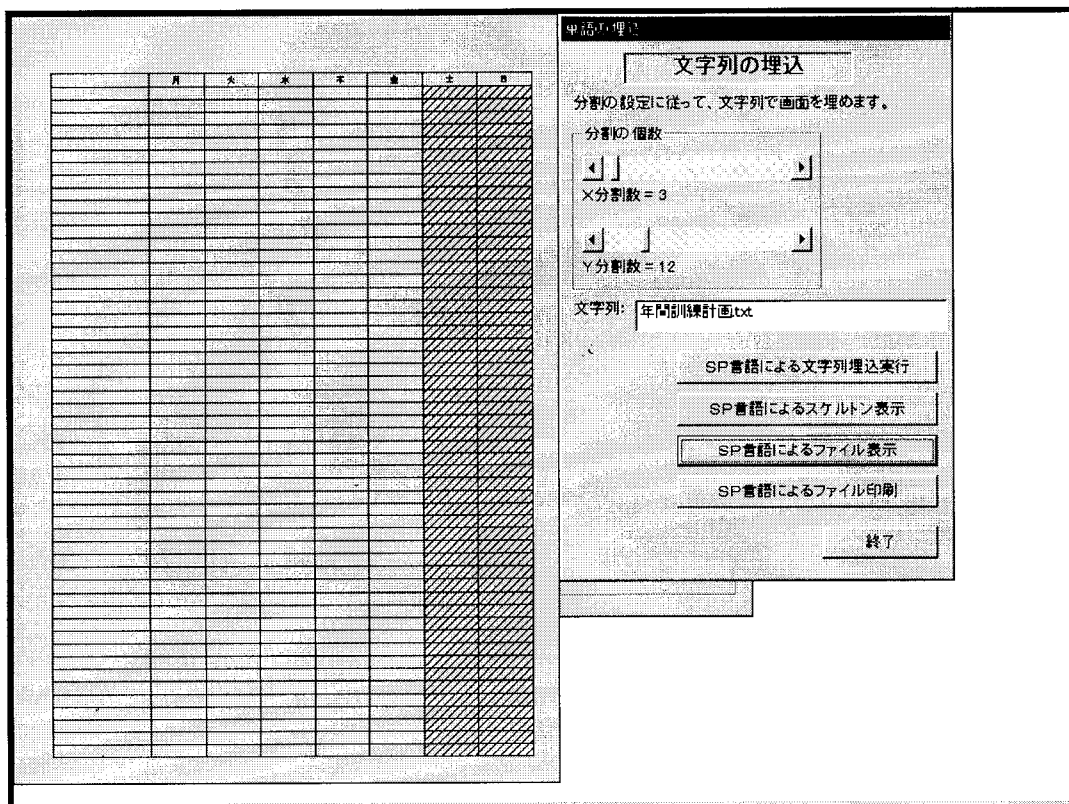 月 火 水 木 金 土 日
単語の埋込
文字列の埋込
分割の設定に従って、文字列で画面を埋めます。
分割の個数
X分割数 = 3
Y分割数 = 12
文字列: 年間訓練計画.txt
SP言語による文字列埋込実行
SP言語によるスケルトン表示
SP言語によるファイル表示
SP言語によるファイル印刷
終了